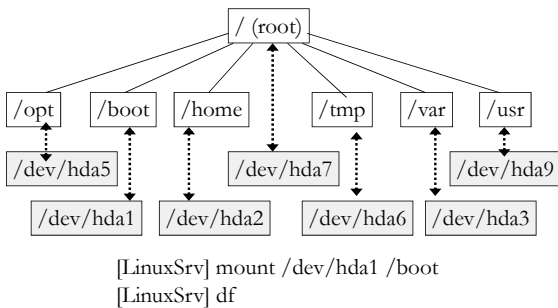 / (root)
/opt /boot /home /tmp /var /usr
/dev/hda5 /dev/hda7 /dev/hda9
/dev/hda1 /dev/hda2 /dev/hda6 /dev/hda3
[LinuxSrv] mount /dev/hda1 /boot
[LinuxSrv] df